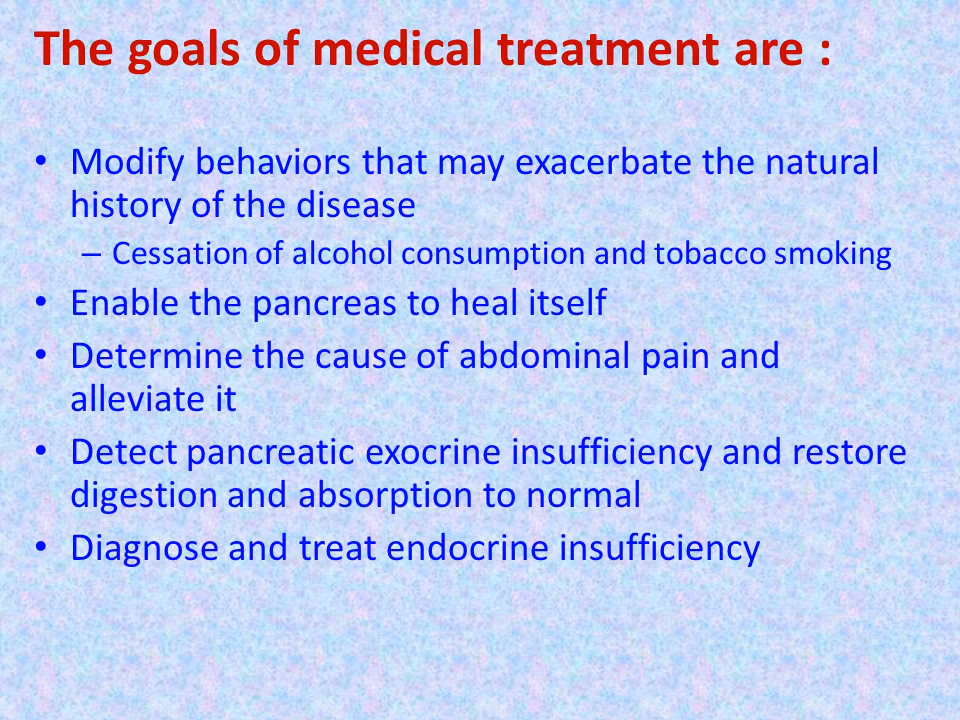 The goals of medical treatment are :
• Modify behaviors that may exacerbate the natural
history of the disease
– Cessation of alcohol consumption and tobacco smoking
• Enable the pancreas to heal itself
• Determine the cause of abdominal pain and
alleviate it
• Detect pancreatic exocrine insufficiency and restore
digestion and absorption to normal
• Diagnose and treat endocrine insufficiency